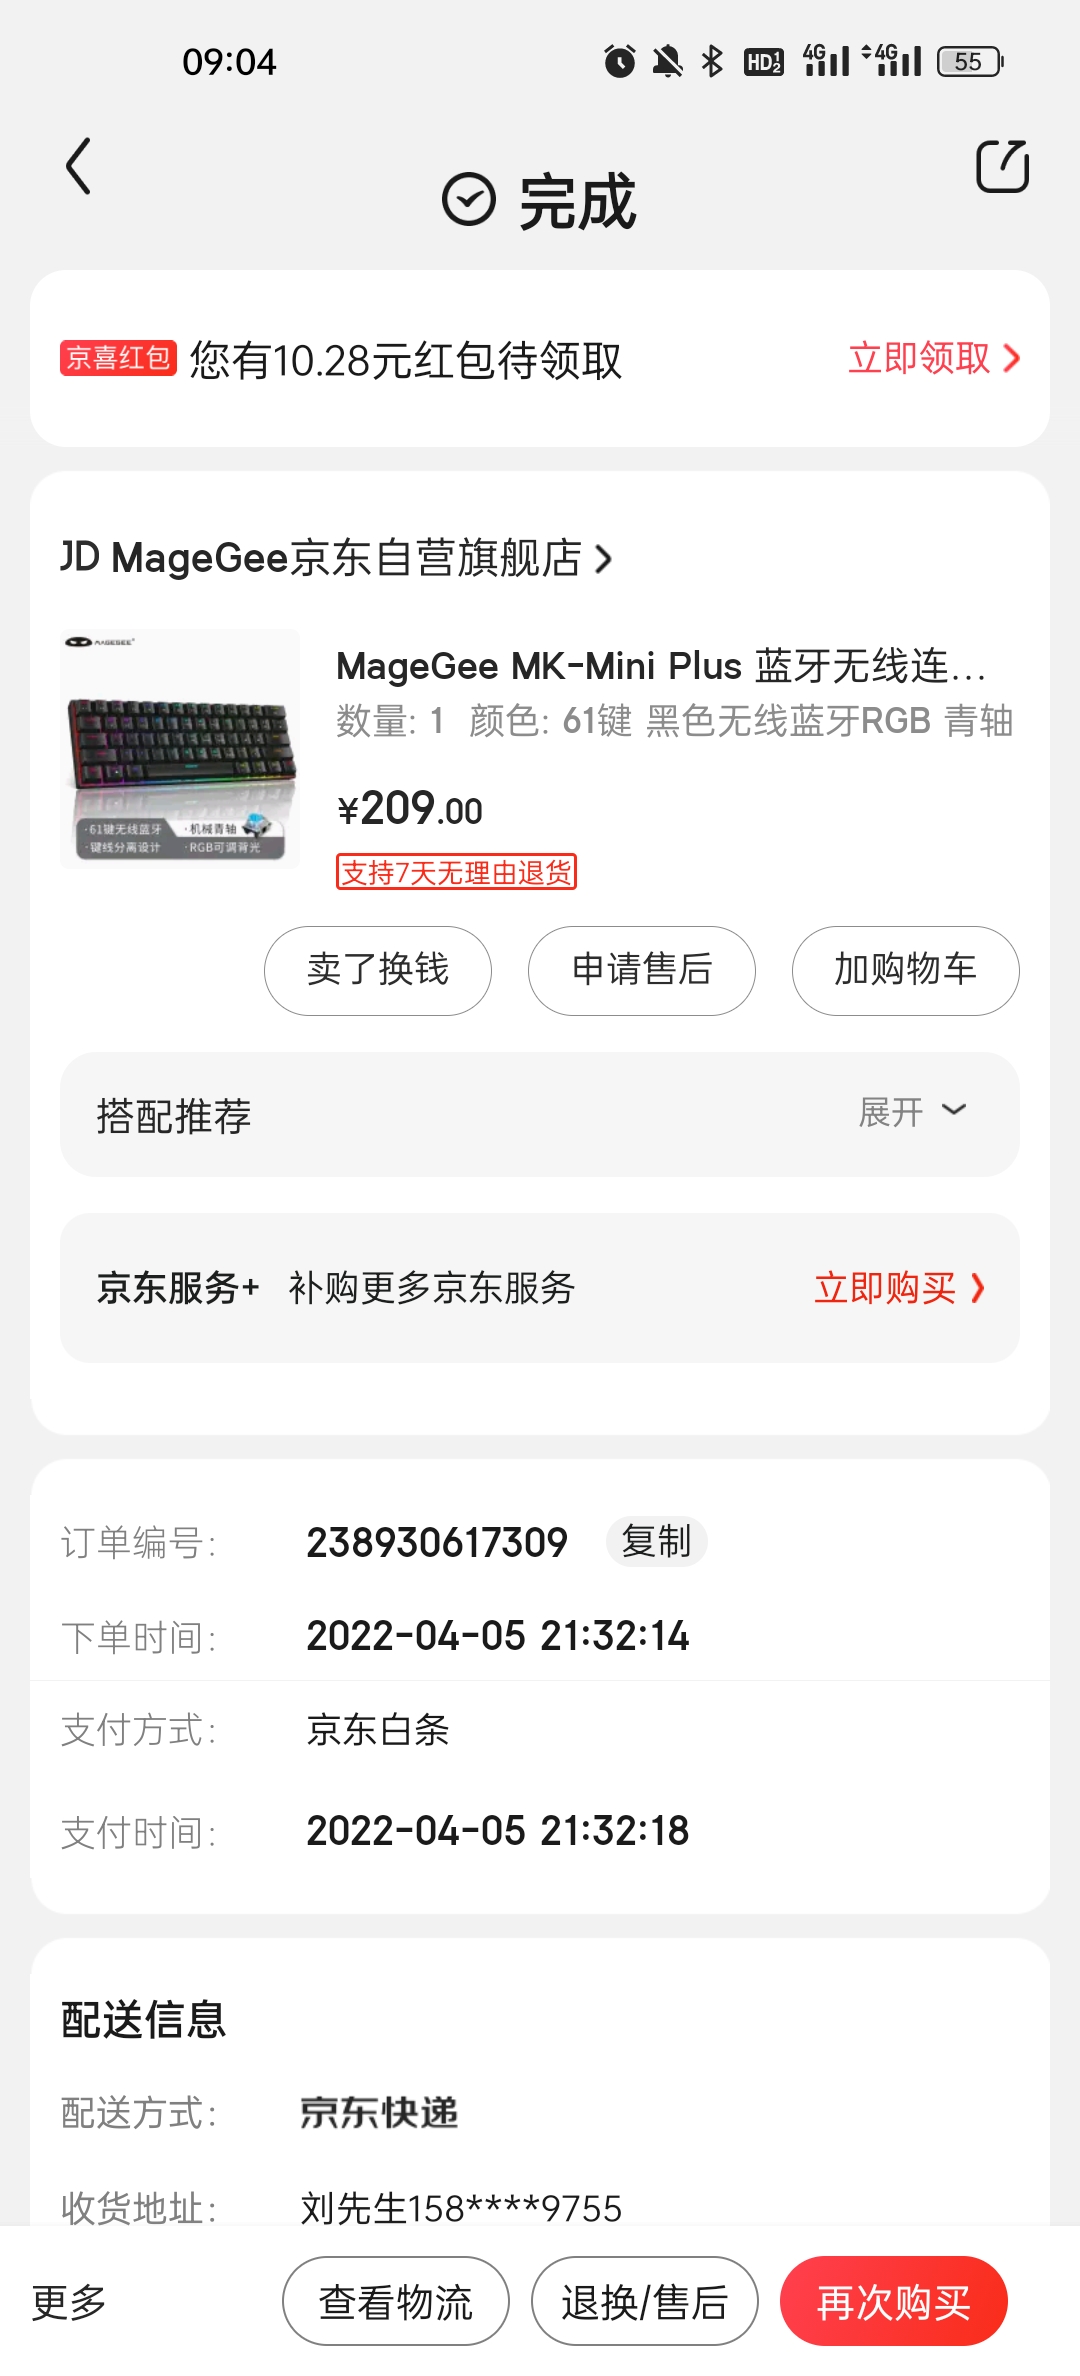 09:04
HD 1 2 4G 4G 55
完成
京喜红包 您有10.28元红包待领取 立即领取
JD MageGee京东自营旗舰店
MAGEGEE
MageGee MK-Mini Plus 蓝牙无线连...
数量: 1 颜色: 61键 黑色无线蓝牙RGB 青轴
·61键无线蓝牙 ·机械青轴
·键线分离设计 ·RGB可调背光
¥209.00
支持7天无理由退货
卖了换钱 申请售后 加购物车
搭配推荐 展开
京东服务+ 补购更多京东服务 立即购买
订单编号: 238930617309 复制
下单时间: 2022-04-05 21:32:14
支付方式: 京东白条
支付时间: 2022-04-05 21:32:18
配送信息
配送方式: 京东快递
收货地址: 刘先生158****9755
更多 查看物流 退换/售后 再次购买